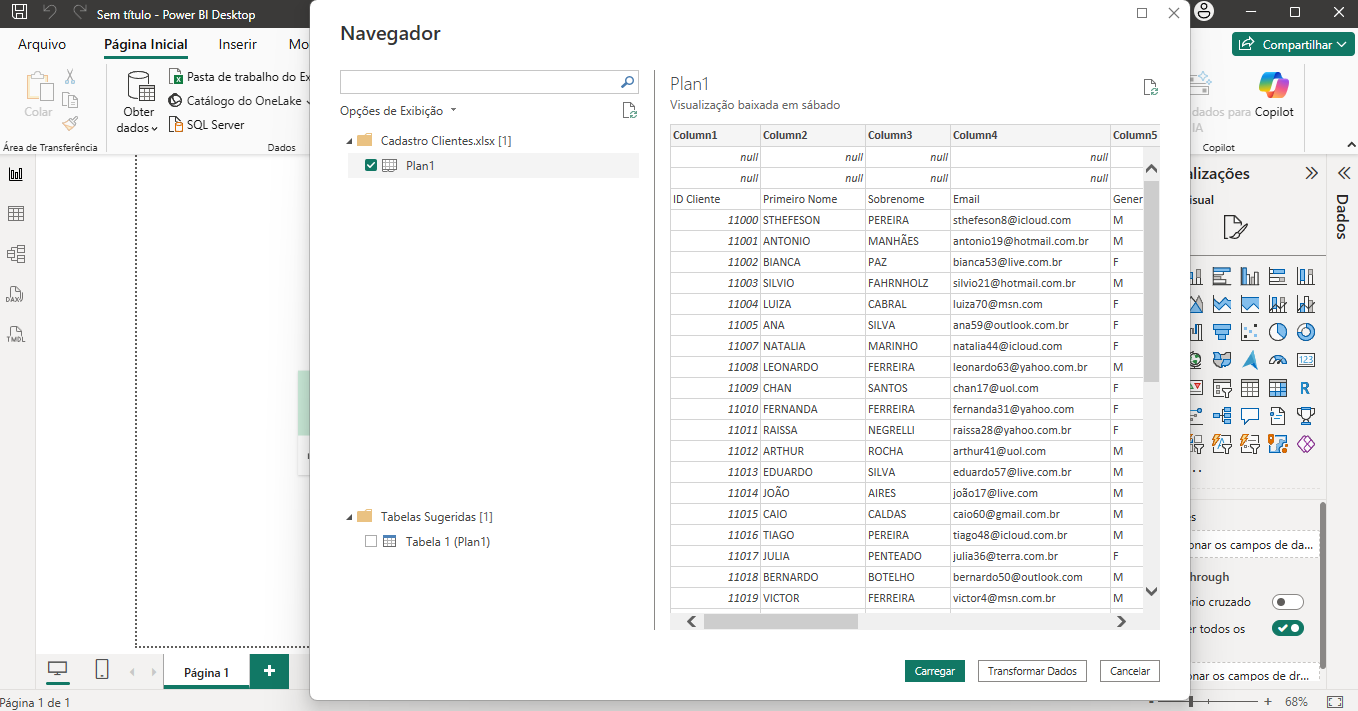 Sem título - Power BI Desktop
Arquivo
Página Inicial
Inserir
Mo
Compartilhar
Colar
Área de Transferência
Obter
dados
Pasta de trabalho do Ex
Catálogo do OneLake
SQL Server
Dados
dados para
IA
Copilot
Copilot
Navegador
Opções de Exibição
Cadastro Clientes.xlsx [1]
Plan1
Tabelas Sugeridas [1]
Tabela 1 (Plan1)
Plan1
Visualização baixada em sábado
Column1 Column2 Column3 Column4 Column5
null null null null
null null null null
ID Cliente Primeiro Nome Sobrenome Email Gener
11000 STHEFESON PEREIRA sthefeson8@icloud.com M
11001 ANTONIO MANHÃES antonio19@hotmail.com.br M
11002 BIANCA PAZ bianca53@live.com.br F
11003 SILVIO FAHRNHOLZ silvio21@hotmail.com.br M
11004 LUIZA CABRAL luiza70@msn.com F
11005 ANA SILVA ana59@outlook.com.br F
11007 NATALIA MARINHO natalia44@icloud.com F
11008 LEONARDO FERREIRA leonardo63@yahoo.com.br M
11009 CHAN SANTOS chan17@uol.com F
11010 FERNANDA FERREIRA fernanda31@yahoo.com F
11011 RAISSA NEGRELLI raissa28@yahoo.com.br F
11012 ARTHUR ROCHA arthur41@uol.com M
11013 EDUARDO SILVA eduardo57@live.com.br M
11014 JOÃO AIRES joão17@live.com M
11015 CAIO CALDAS caio60@gmail.com.br M
11016 TIAGO PEREIRA tiago48@icloud.com.br M
11017 JULIA PENTEADO julia36@terra.com.br F
11018 BERNARDO BOTELHO bernardo50@outlook.com M
11019 VICTOR FERREIRA victor4@msn.com.br M
Carregar
Transformar Dados
Cancelar
alizações
isual
Dados
DAX
TMDL
123
R
es
onar os campos de da...
hrough
rio cruzado
er todos os
onar os campos de dr...
Página 1
+
Página 1 de 1
- + 68%